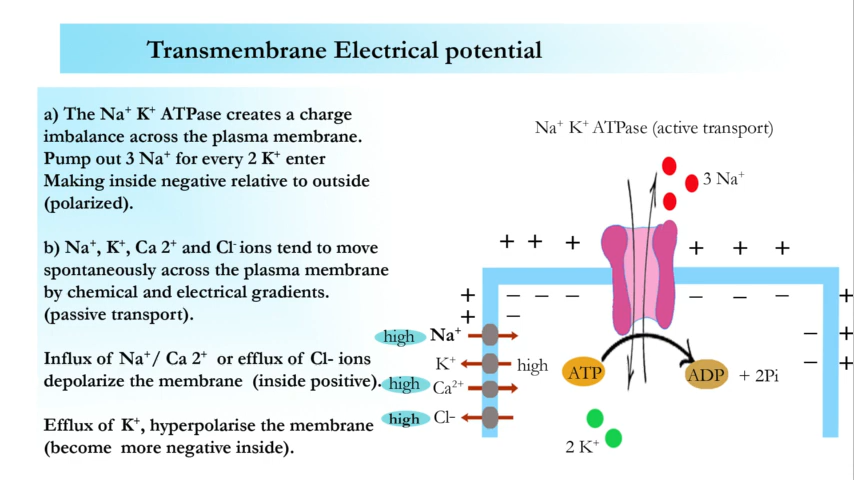 Transmembrane Electrical potential
a) The Na⁺ K⁺ ATPase creates a charge
imbalance across the plasma membrane.
Pump out 3 Na⁺ for every 2 K⁺ enter
Making inside negative relative to outside
(polarized).
b) Na⁺, K⁺, Ca ²⁺ and Cl⁻ ions tend to move
spontaneously across the plasma membrane
by chemical and electrical gradients.
(passive transport).
Influx of Na⁺/ Ca ²⁺ or efflux of Cl- ions
depolarize the membrane (inside positive).
Efflux of K⁺, hyperpolarise the membrane
(become more negative inside).
Na⁺ K⁺ ATPase (active transport)
3 Na⁺
+ + + + + +
+ − − − − − − +
+ − − +
− +
high Na⁺
K⁺ high
high Ca²⁺
high Cl−
ATP
ADP + 2Pi
2 K⁺